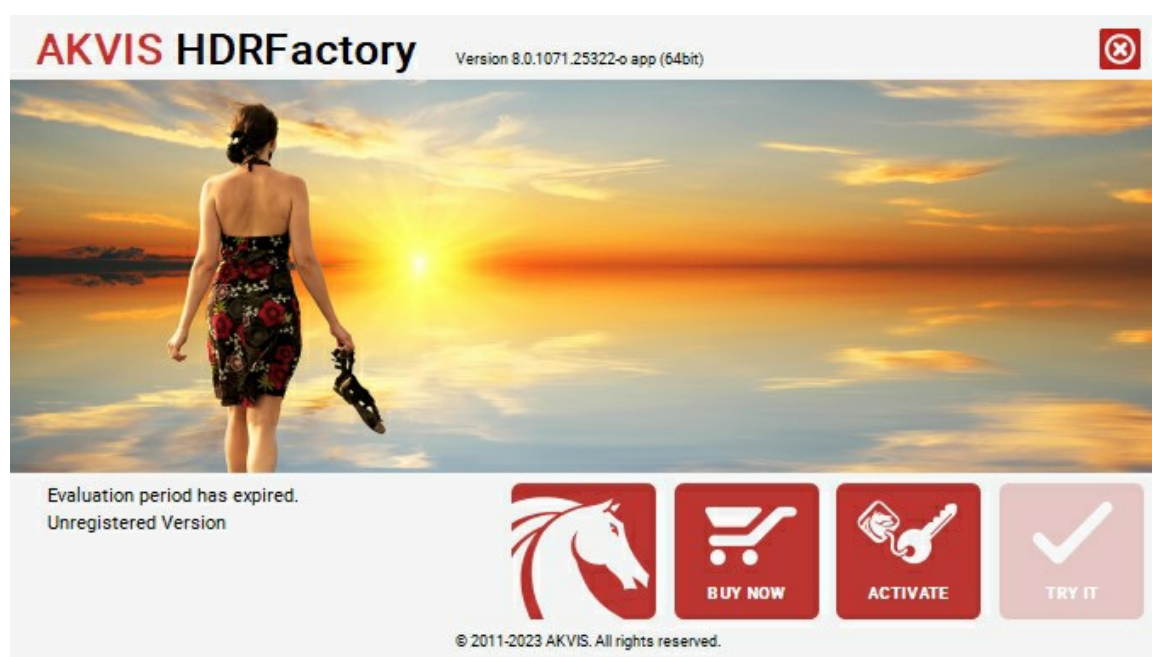 AKVIS HDRFactory Version 8.0.1071.25322-o app (64bit)
Evaluation period has expired.
Unregistered Version
BUY NOW
ACTIVATE
TRY IT
© 2011-2023 AKVIS. All rights reserved.